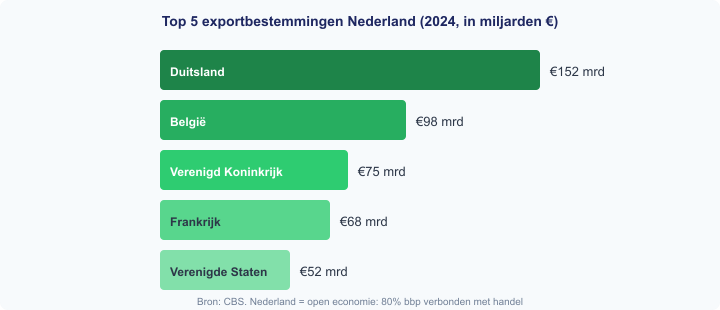 Top 5 exportbestemmingen Nederland (2024, in miljarden €)
Duitsland €152 mrd
België €98 mrd
Verenigd Koninkrijk €75 mrd
Frankrijk €68 mrd
Verenigde Staten €52 mrd
Bron: CBS. Nederland = open economie: 80% bbp verbonden met handel